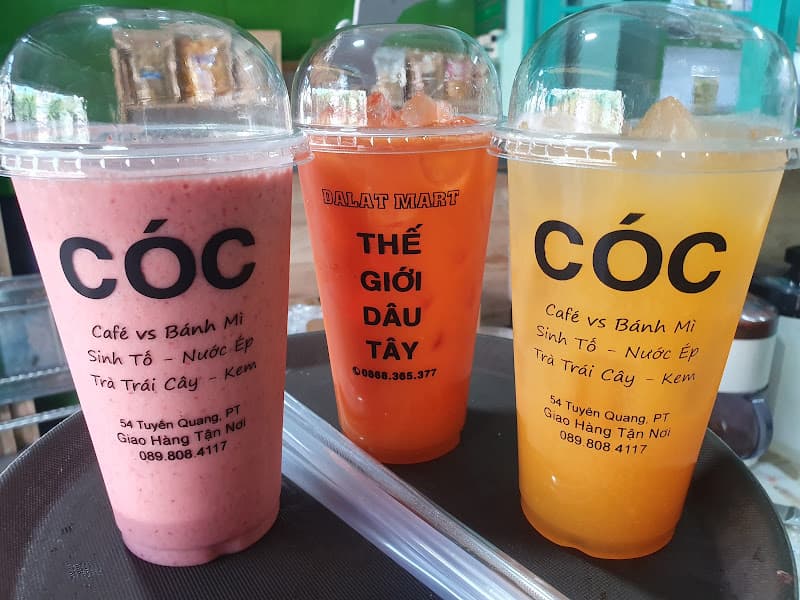 CÓC
Café vs Bánh Mì
Sinh Tố - Nước Ép
Trà Trái Cây - Kem
54 Tuyên Quang, PT
Giao Hàng Tận Nơi
089.808.4117
DALAT MART
THẾ
GIỚI
DÂU
TÂY
0868.365.377
CÓC
Café vs Bánh Mì
Sinh Tố - Nước Ép
Trà Trái Cây - Kem
54 Tuyên Quang, PT
Giao Hàng Tận Nơi
089.808.4117